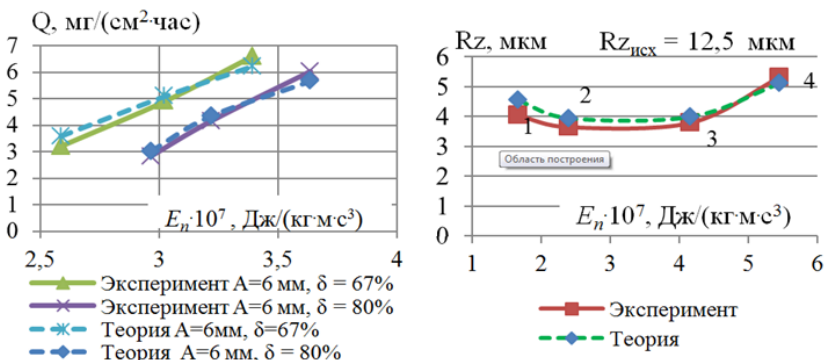 Q, мг/(см²·час)
7
6
5
4
3
2
1
0
E_n·10⁷, Дж/(кг·м·с³)
2,5
3
3,5
4
Эксперимент А=6 мм, δ = 67%
Эксперимент А=6 мм, δ = 80%
Теория А=6мм, δ=67%
Теория А=6 мм, δ = 80%
Rz, мкм
Rz_исх = 12,5 мкм
6
5
4
3
2
1
0
1
2
3
4
Область построения
E_n·10⁷, Дж/(кг·м·с³)
1
2
3
4
5
6
Эксперимент
Теория